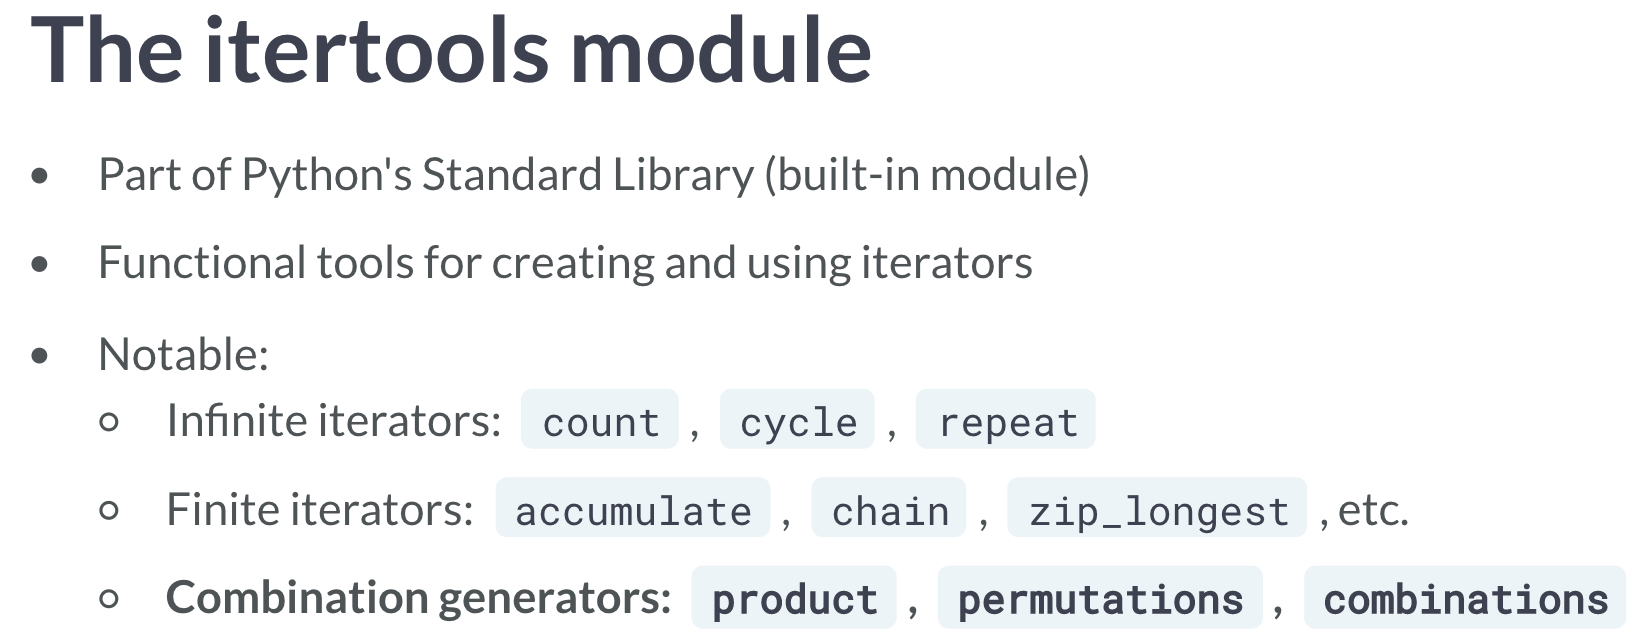 The itertools module
• Part of Python's Standard Library (built-in module)
• Functional tools for creating and using iterators
• Notable:
○ Infinite iterators: count , cycle , repeat
○ Finite iterators: accumulate , chain , zip_longest , etc.
○ Combination generators: product , permutations , combinations